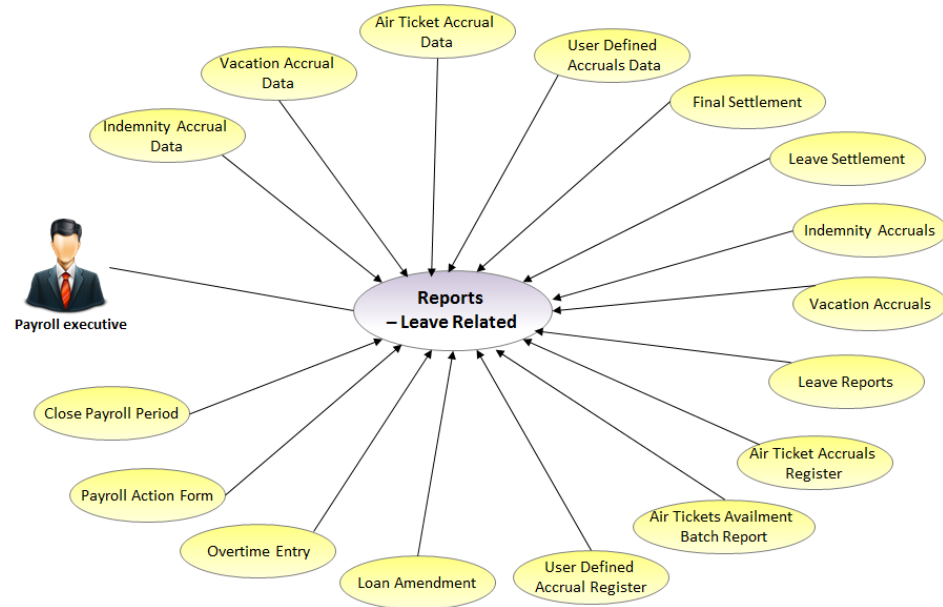 Air Ticket Accrual
Data
User Defined
Accruals Data
Vacation Accrual
Data
Final Settlement
Indemnity Accrual
Data
Leave Settlement
Indemnity Accruals
Reports
– Leave Related
Vacation Accruals
Payroll executive
Leave Reports
Close Payroll Period
Air Ticket Accruals
Register
Payroll Action Form
Air Tickets Availment
Batch Report
Overtime Entry
Loan Amendment
User Defined
Accrual Register